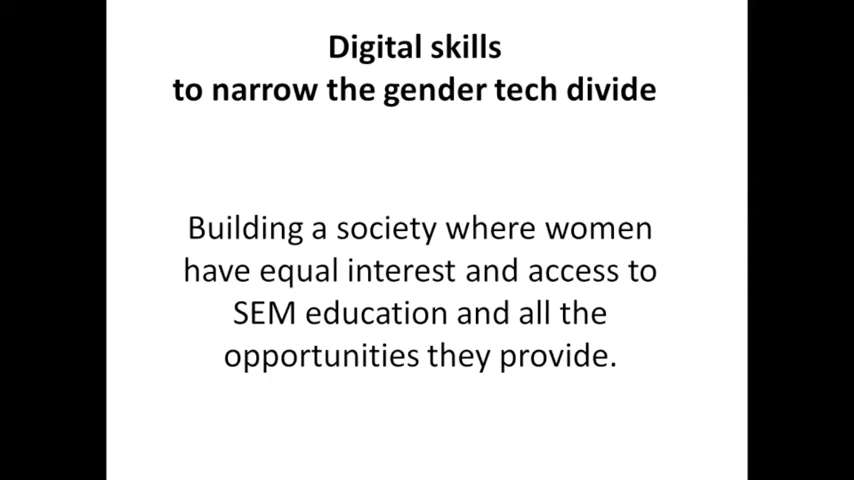 Digital skills
to narrow the gender tech divide
Building a society where women
have equal interest and access to
SEM education and all the
opportunities they provide.